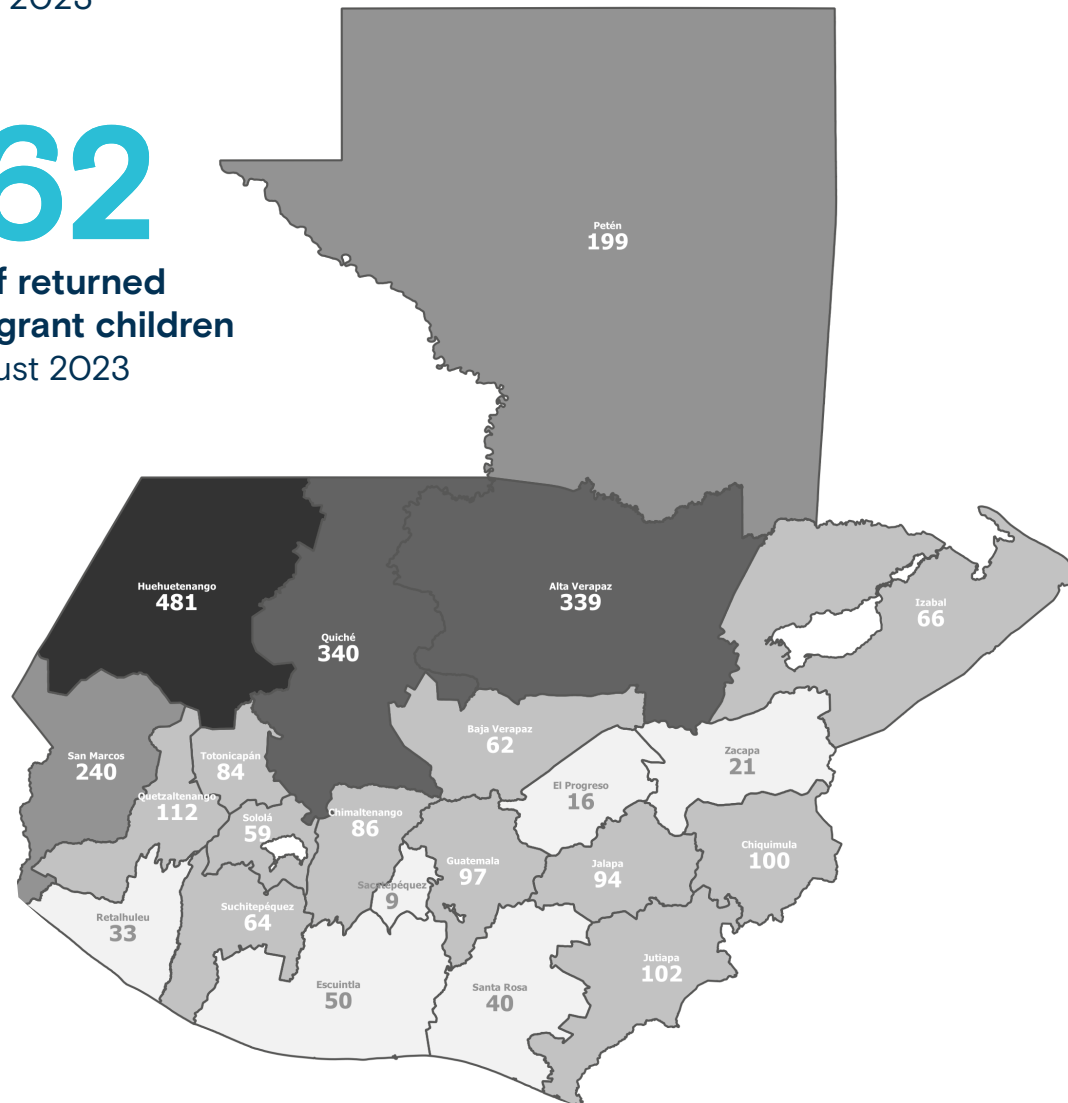 2023
62
f returned
grant children
ust 2023
Petén
199
Huehuetenango
481
Alta Verapaz
339
Izabal
66
Quiché
340
San Marcos
240
Totonicapán
84
Baja Verapaz
62
Zacapa
21
Quetzaltenango
112
El Progreso
16
Sololá
59
Chimaltenango
86
Guatemala
97
Jalapa
94
Chiquimula
100
Sacatepéquez
9
Retalhuleu
33
Suchitepéquez
64
Jutiapa
102
Escuintla
50
Santa Rosa
40